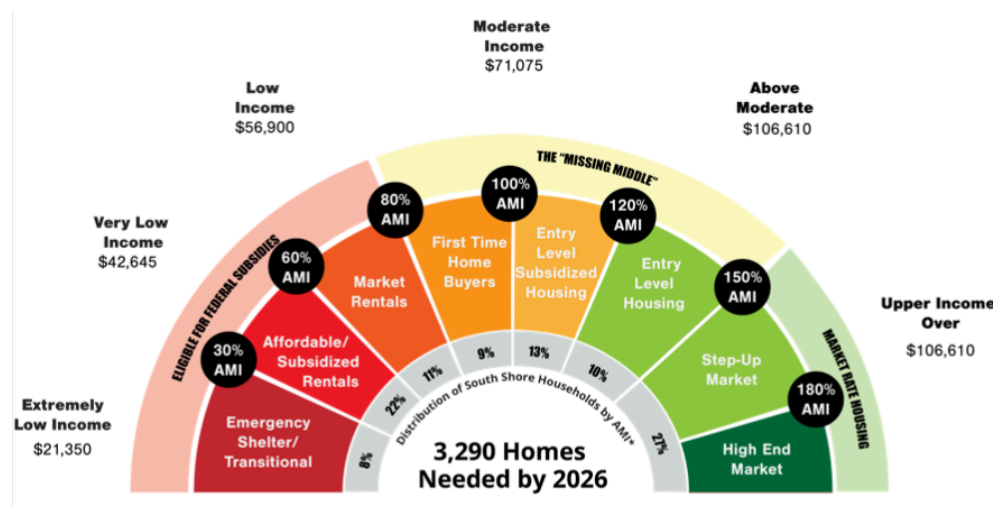 Moderate
Income
$71,075
Low
Income
$56,900
Above
Moderate
$106,610
Very Low
Income
$42,645
Upper Income
Over
$106,610
Extremely
Low Income
$21,350
ELIGIBLE FOR FEDERAL SUBSIDIES
THE "MISSING MIDDLE"
MARKET RATE HOUSING
30%
AMI
60%
AMI
80%
AMI
100%
AMI
120%
AMI
150%
AMI
180%
AMI
Emergency
Shelter/
Transitional
Affordable/
Subsidized
Rentals
Market
Rentals
First Time
Home
Buyers
Entry
Level
Subsidized
Housing
Entry
Level
Housing
Step-Up
Market
High End
Market
8%
22%
11%
9%
13%
10%
27%
Distribution of South Shore Households by AMI*
3,290 Homes
Needed by 2026